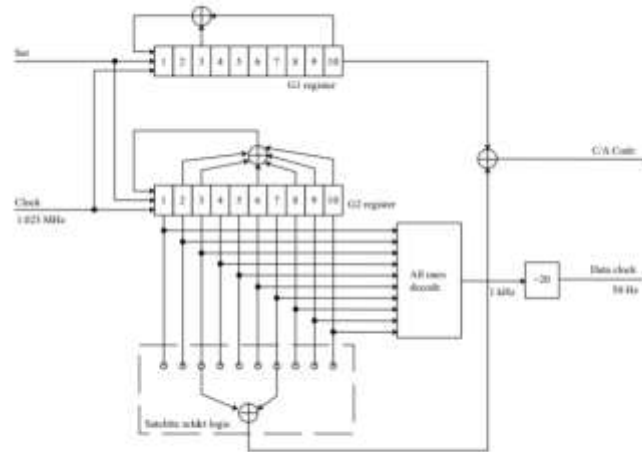 Set
1 2 3 4 5 6 7 8 9 10
G1 register
C/A Code
1 2 3 4 5 6 7 8 9 10
G2 register
Clock
1.023 MHz
All ones
decode
1 kHz
÷20
Data clock
50 Hz
Satellite select logic